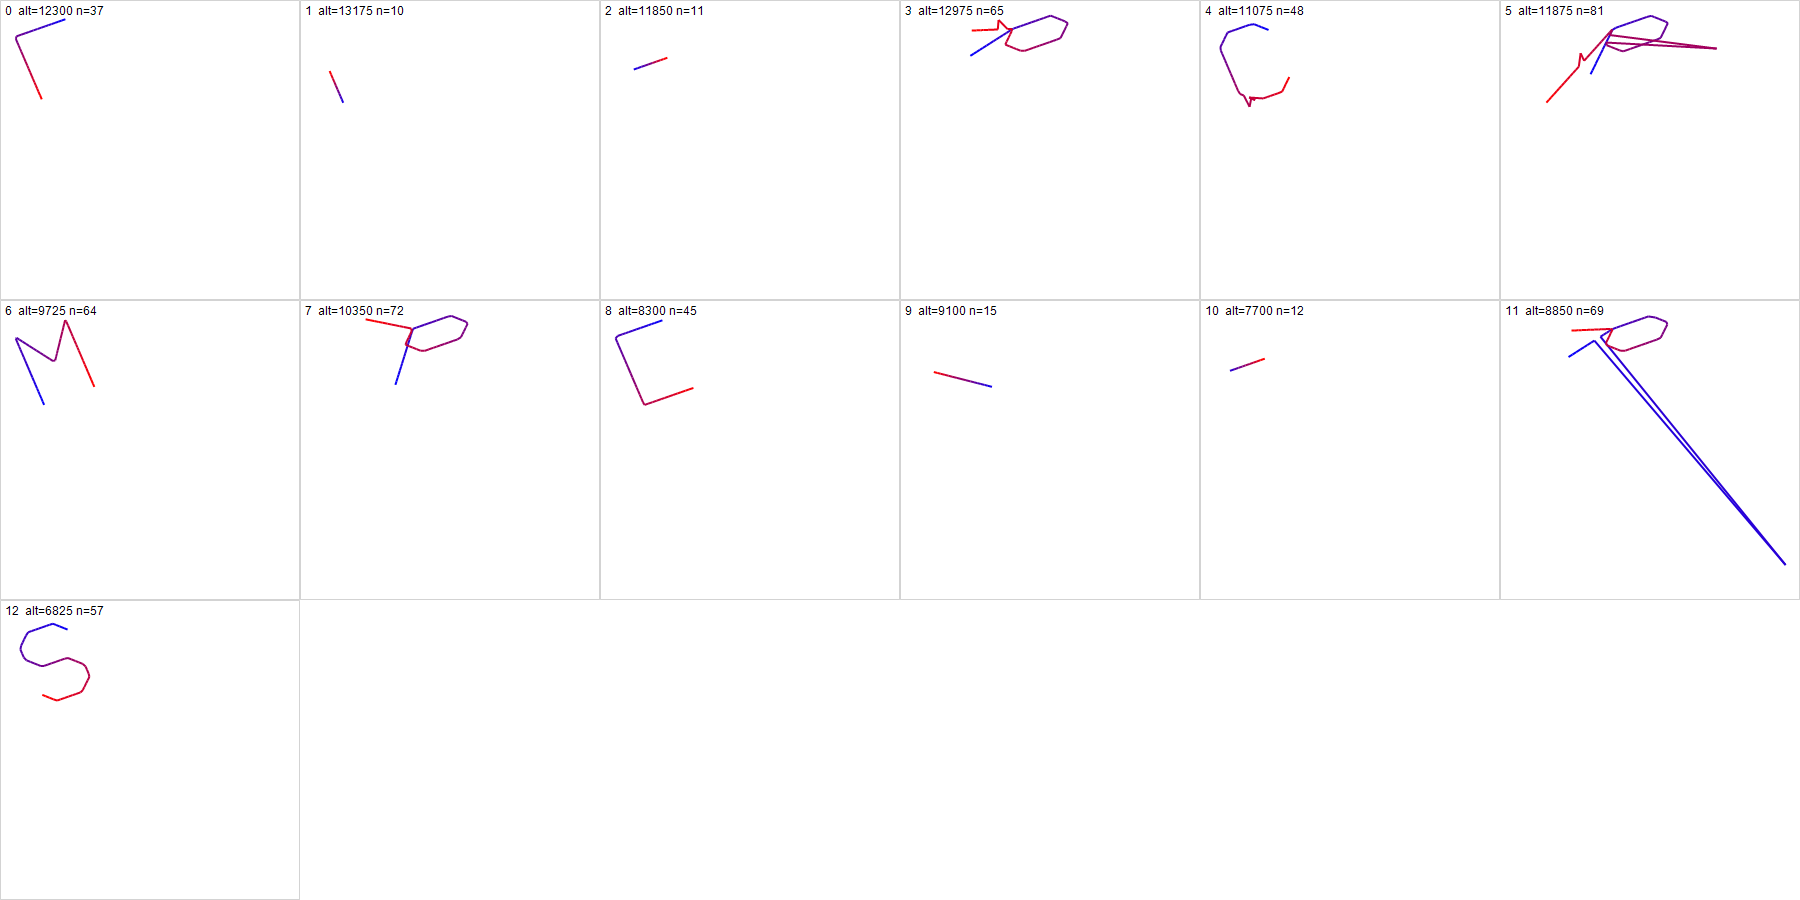 0 alt=12300 n=37
1 alt=13175 n=10
2 alt=11850 n=11
3 alt=12975 n=65
4 alt=11075 n=48
5 alt=11875 n=81
6 alt=9725 n=64
7 alt=10350 n=72
8 alt=8300 n=45
9 alt=9100 n=15
10 alt=7700 n=12
11 alt=8850 n=69
12 alt=6825 n=57